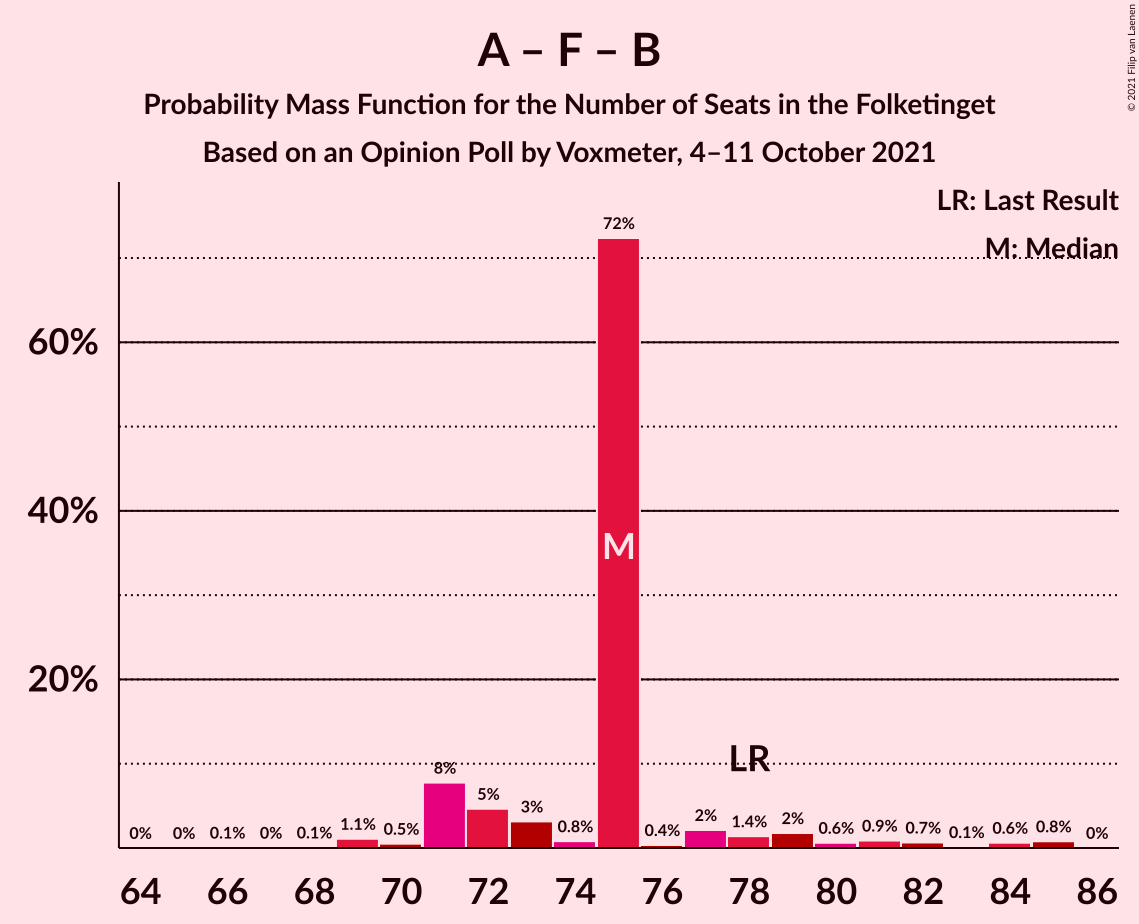 A – F – B
Probability Mass Function for the Number of Seats in the Folketinget
Based on an Opinion Poll by Voxmeter, 4–11 October 2021
© 2021 Filip van Laenen
LR: Last Result
M: Median
60%
40%
20%
0% 0% 0.1% 0% 0.1% 1.1% 0.5% 8% 5% 3% 0.8% 72% 0.4% 2% 1.4% 2% 0.6% 0.9% 0.7% 0.1% 0.6% 0.8% 0%
M
LR
64 66 68 70 72 74 76 78 80 82 84 86